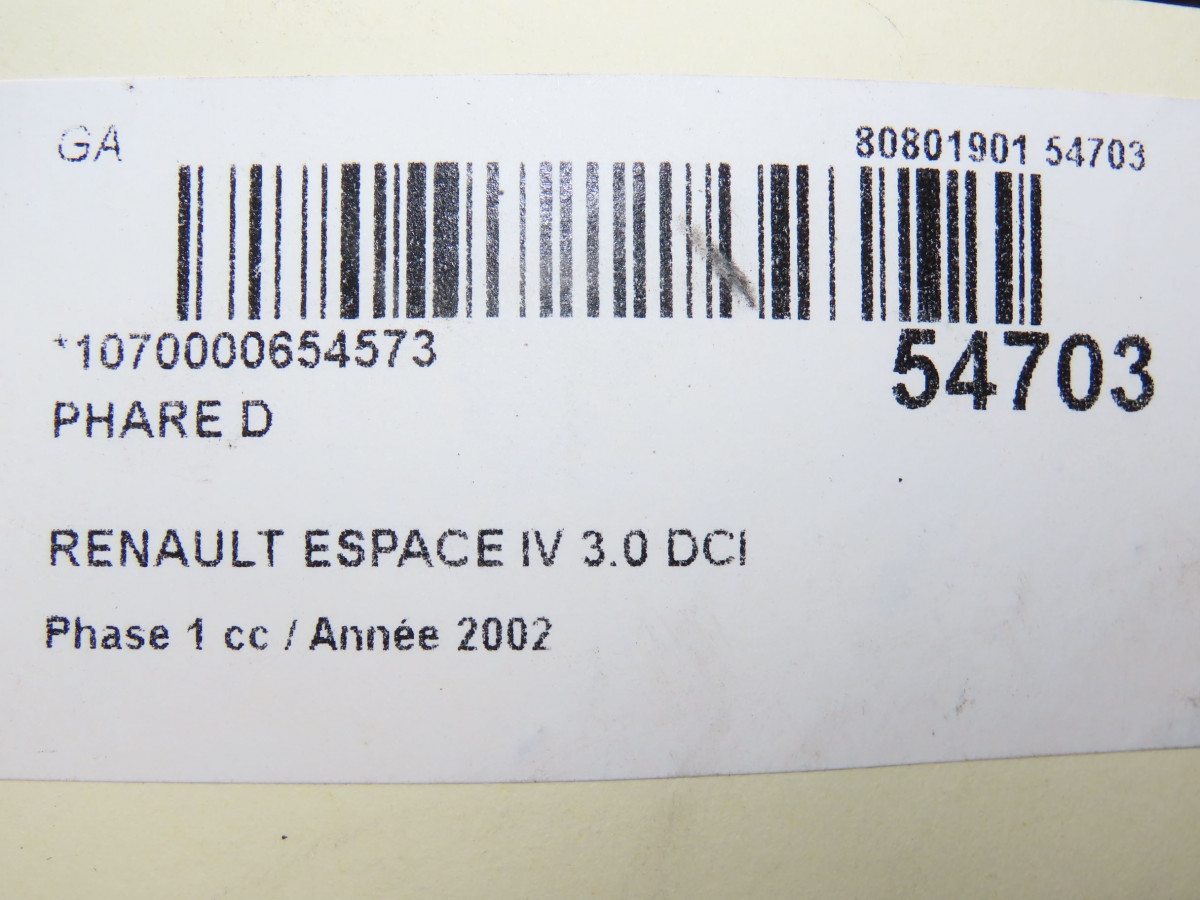 GA
80801901 54703
*1070000654573
54703
PHARE D
RENAULT ESPACE IV 3.0 DCI
Phase 1 cc / Année 2002